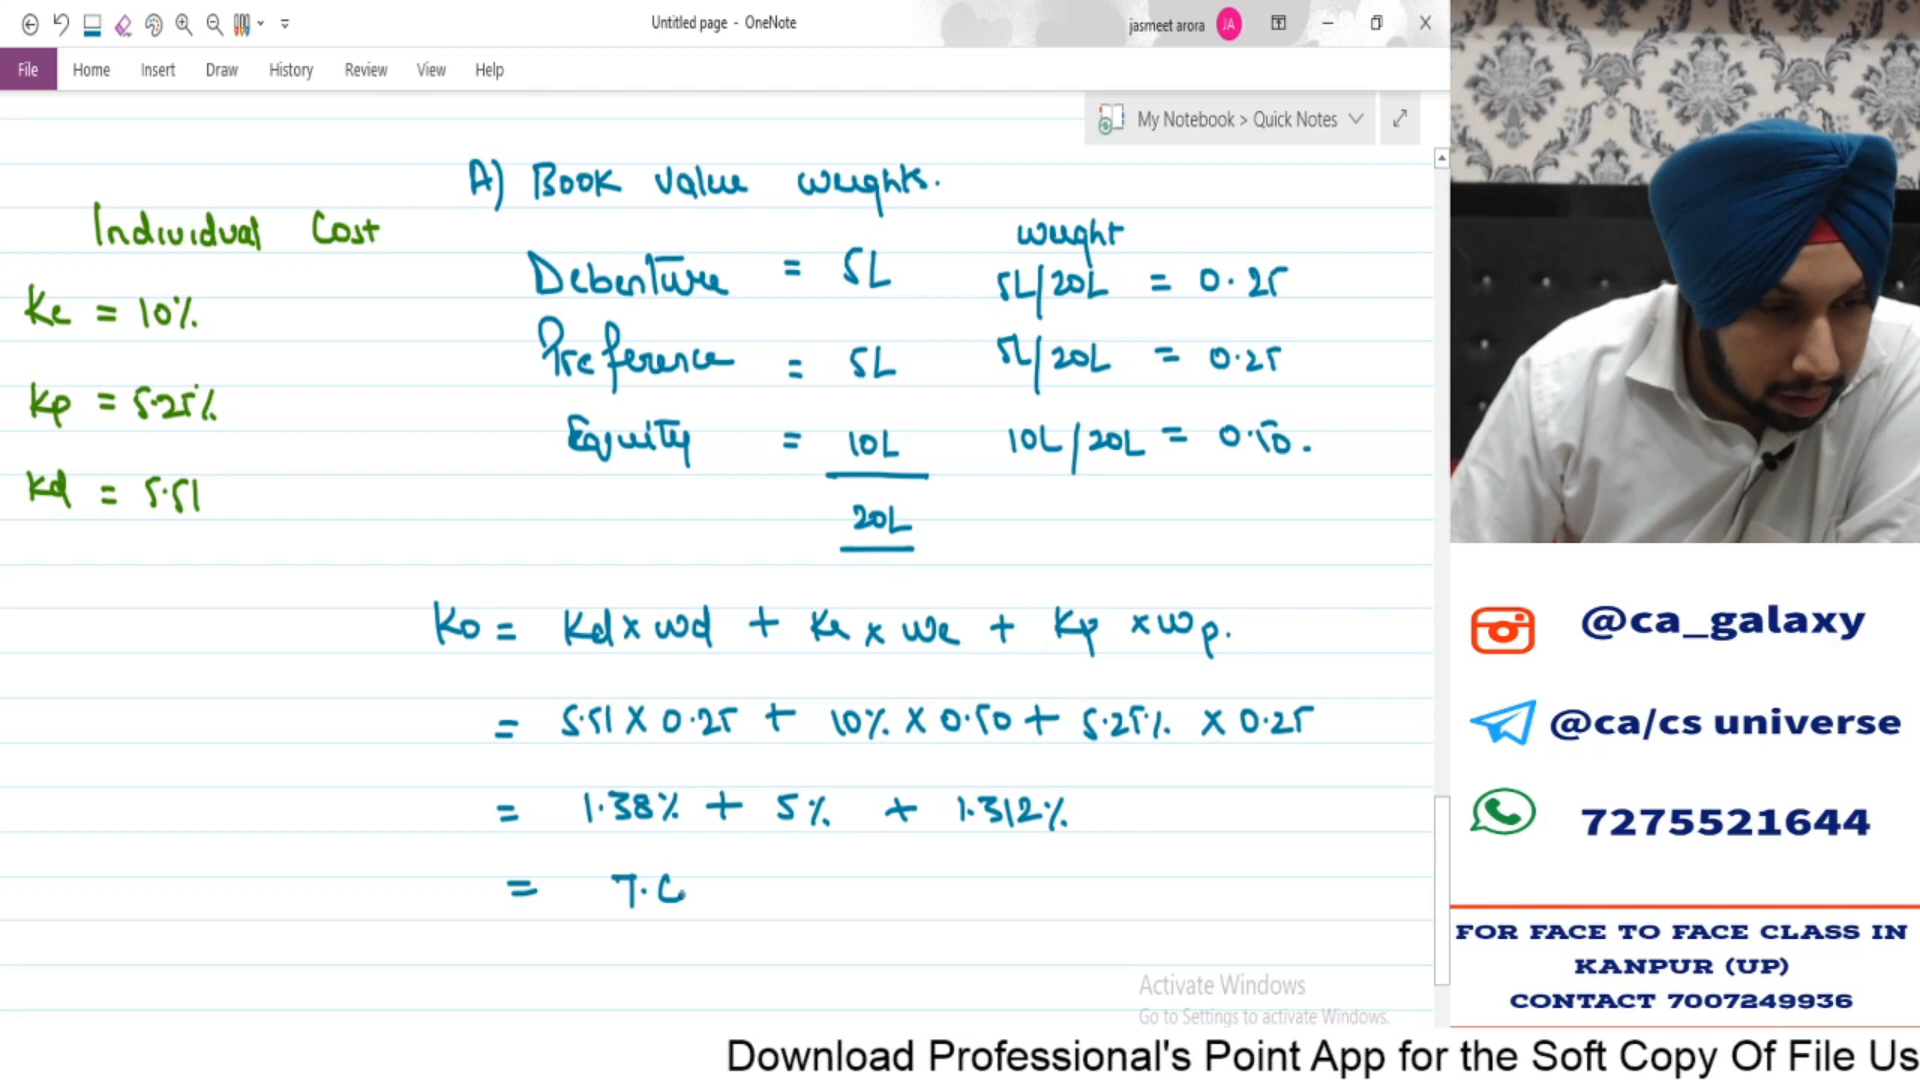 Untitled page - OneNote
jasmeet arora JA
File Home Insert Draw History Review View Help
My Notebook > Quick Notes
A) Book value weights.
Individual Cost
weight
Debenture = 5L 5L/20L = 0.25
Ke = 10%
Preference = 5L 5L/20L = 0.25
Kp = 5.25%
Equity = 10L 10L/20L = 0.50.
Kd = 5.51
20L
Ko = Kd x wd + Ke x we + Kp x wp.
= 5.51 x 0.25 + 10% x 0.50 + 5.25% x 0.25
= 1.38% + 5% + 1.312%
= 7.
@ca_galaxy
@ca/cs universe
7275521644
FOR FACE TO FACE CLASS IN
KANPUR (UP)
CONTACT 7007249936
Activate Windows
Go to Settings to activate Windows.
Download Professional's Point App for the Soft Copy Of File Us